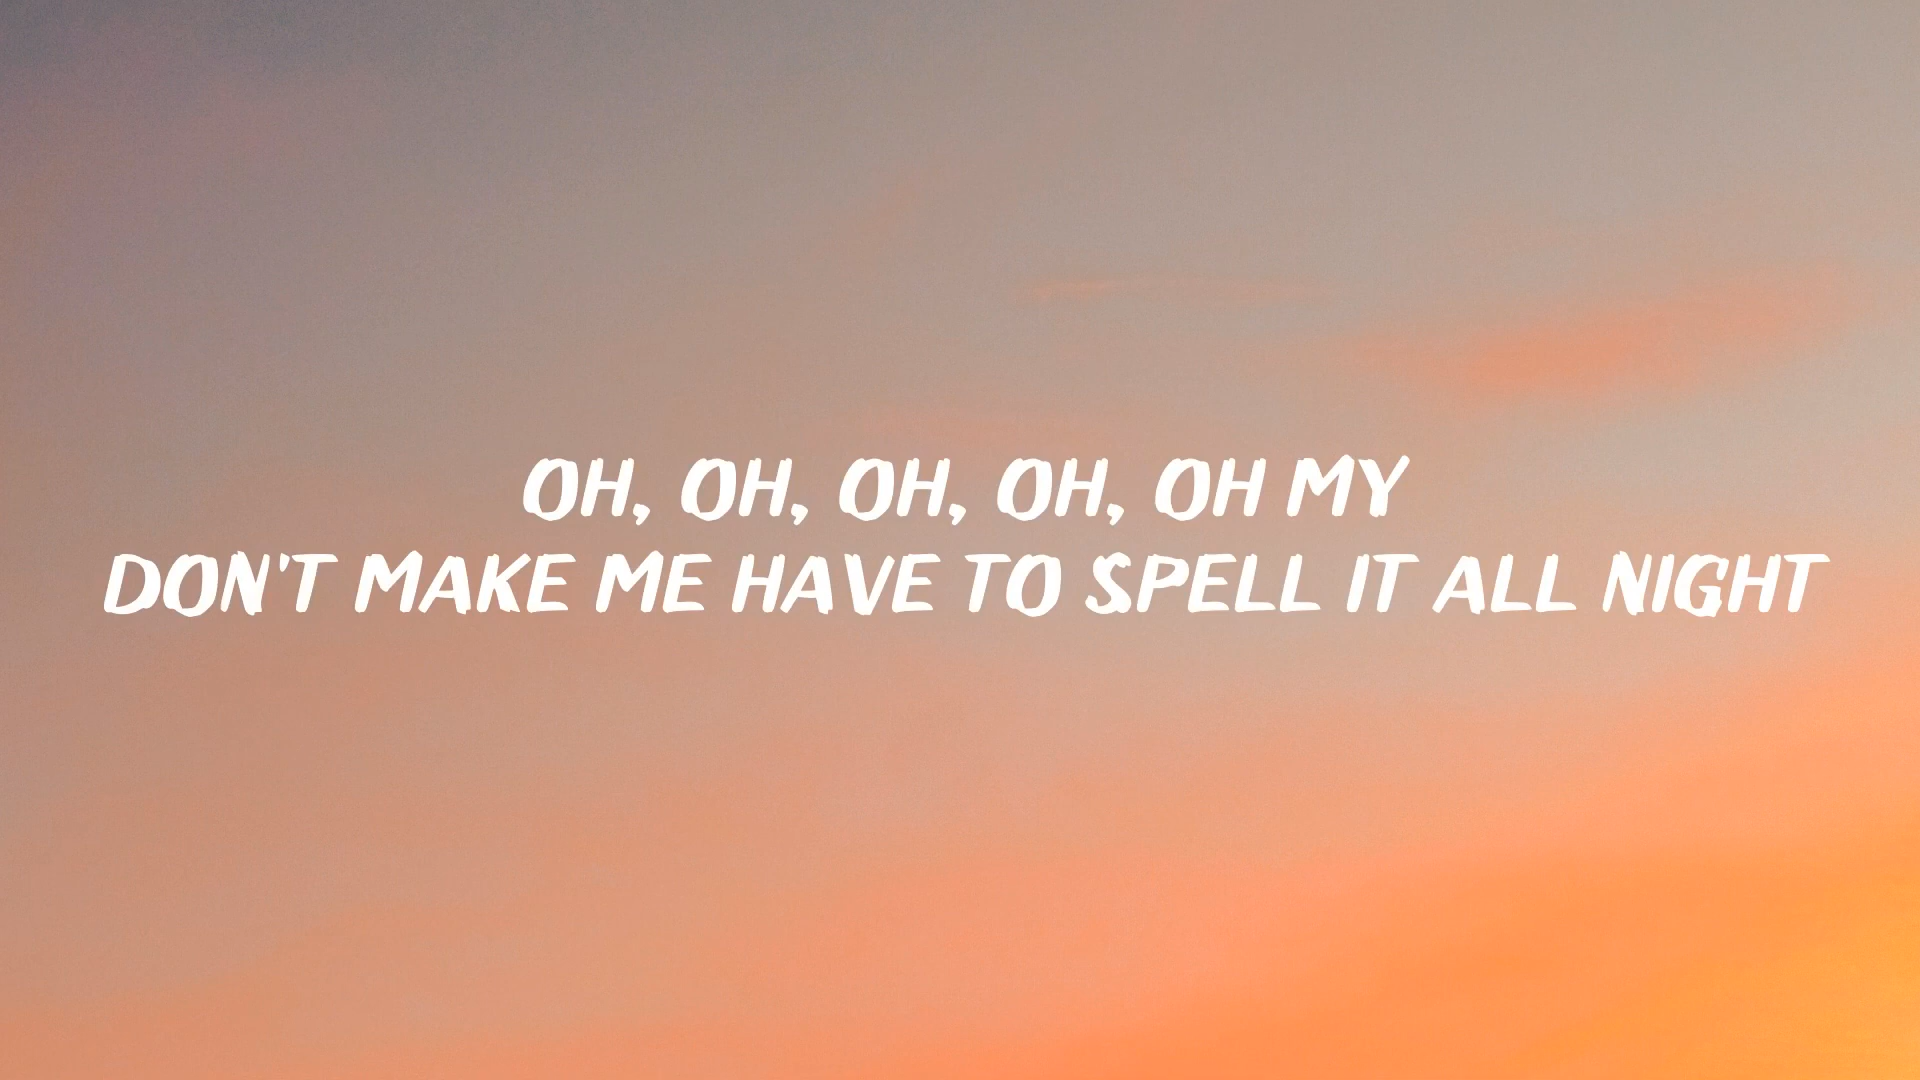 OH, OH, OH, OH, OH MY
DON'T MAKE ME HAVE TO SPELL IT ALL NIGHT